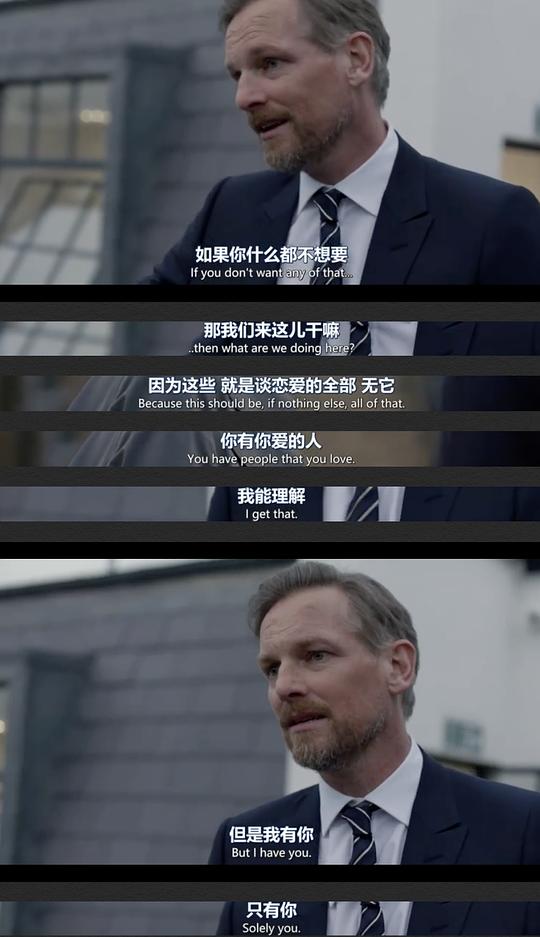 如果你什么都不想要
If you don't want any of that...
那我们来这儿干嘛
..then what are we doing here?
因为这些 就是谈恋爱的全部 无它
Because this should be, if nothing else, all of that.
你有你爱的人
You have people that you love.
我能理解
I get that.
但是我有你
But I have you.
只有你
Solely you.